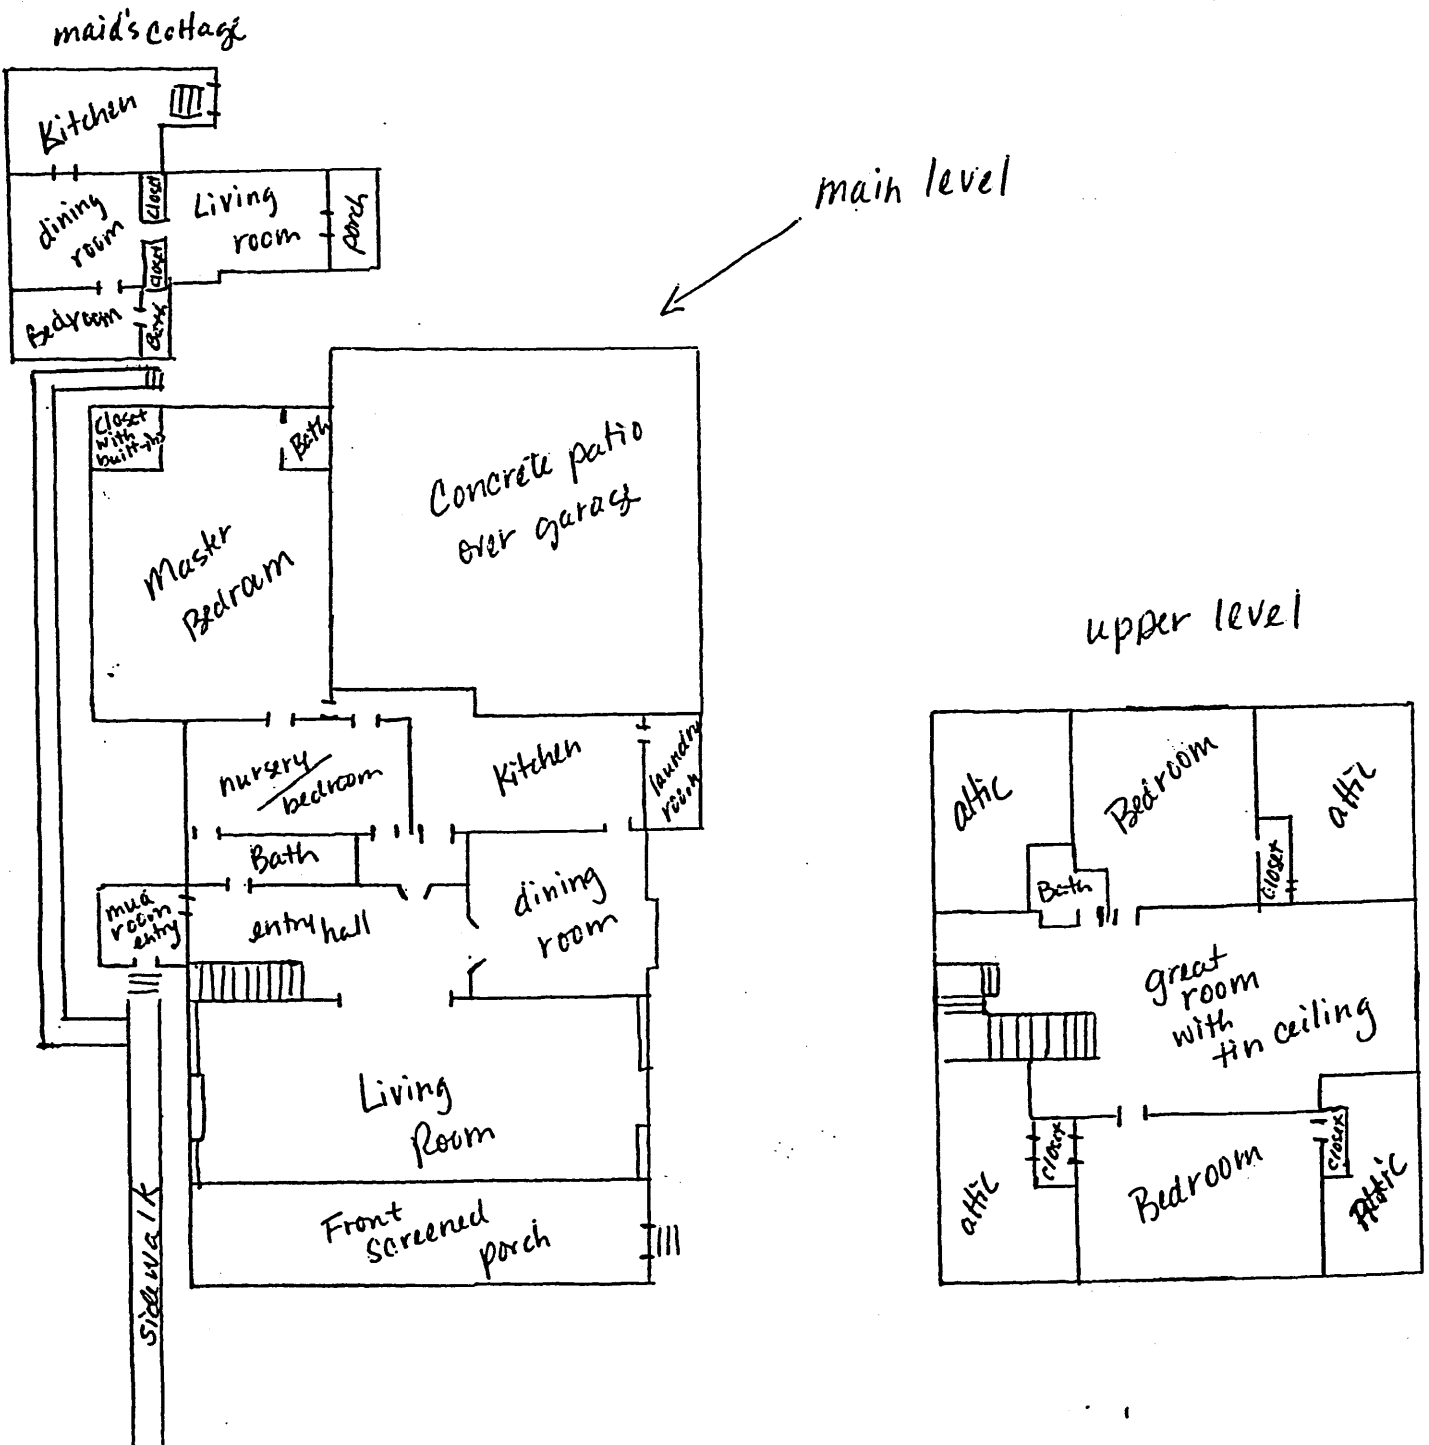 maid's cottage
Kitchen
dining
room
closet
closet
Living
room
porch
Bedroom
main level
closet
with
built-ins
Bath
Master
Bedroom
Concrete patio
over garage
nursery/
bedroom
Kitchen
laundry
room
Bath
mud
room
entry
entry hall
dining
room
Living
Room
Front
screened
porch
sidewalk
upper level
attic
Bedroom
attic
Bath
closet
great
room
with
tin ceiling
attic
closet
Bedroom
closet
Attic